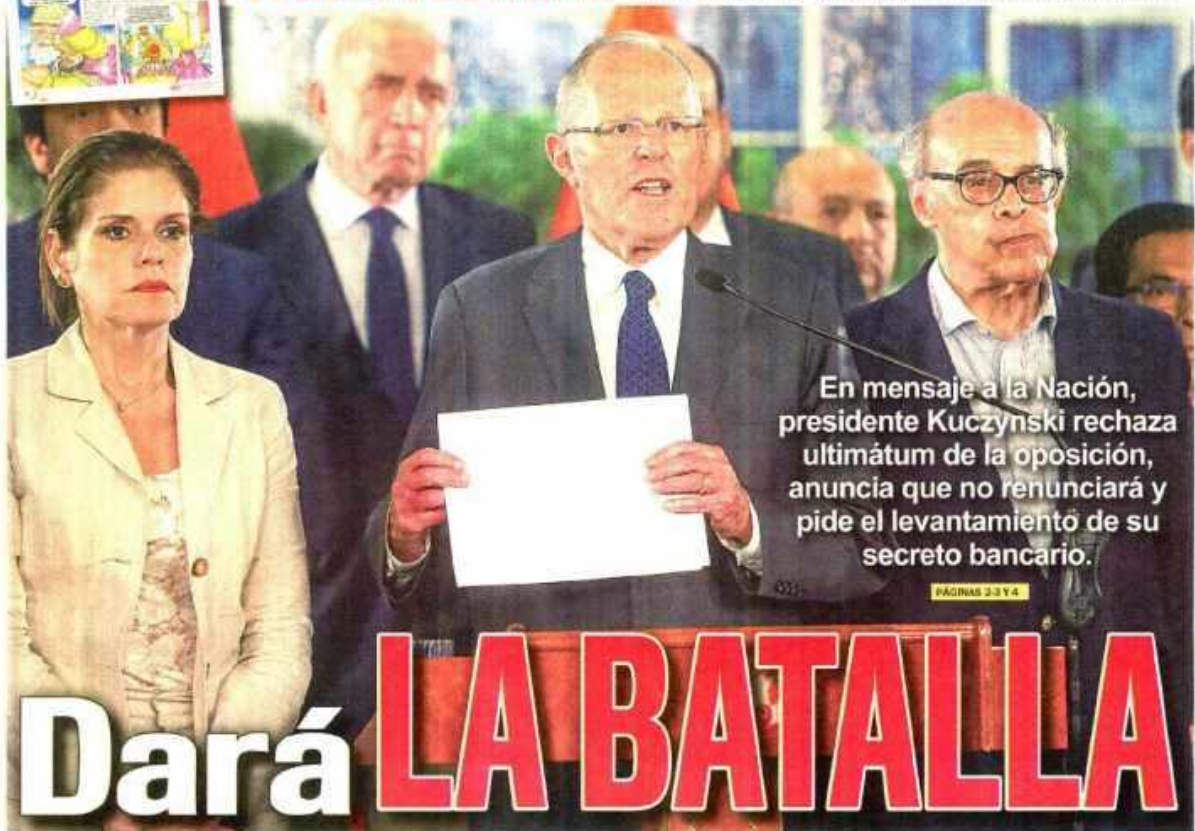 En mensaje a la Nación,
presidente Kuczynski rechaza
ultimátum de la oposición,
anuncia que no renunciará y
pide el levantamiento de su
secreto bancario.
PÁGINAS 2-3 Y 4
Dará LA BATALLA